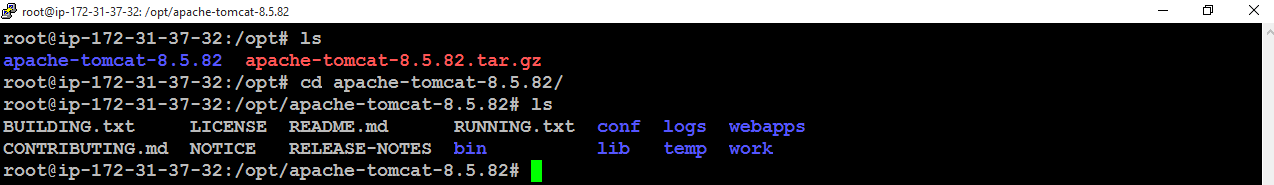 root@ip-172-31-37-32: /opt/apache-tomcat-8.5.82
root@ip-172-31-37-32:/opt# ls
apache-tomcat-8.5.82  apache-tomcat-8.5.82.tar.gz
root@ip-172-31-37-32:/opt# cd apache-tomcat-8.5.82/
root@ip-172-31-37-32:/opt/apache-tomcat-8.5.82# ls
BUILDING.txt     LICENSE  README.md      RUNNING.txt  conf  logs  webapps
CONTRIBUTING.md  NOTICE   RELEASE-NOTES  bin          lib   temp  work
root@ip-172-31-37-32:/opt/apache-tomcat-8.5.82#